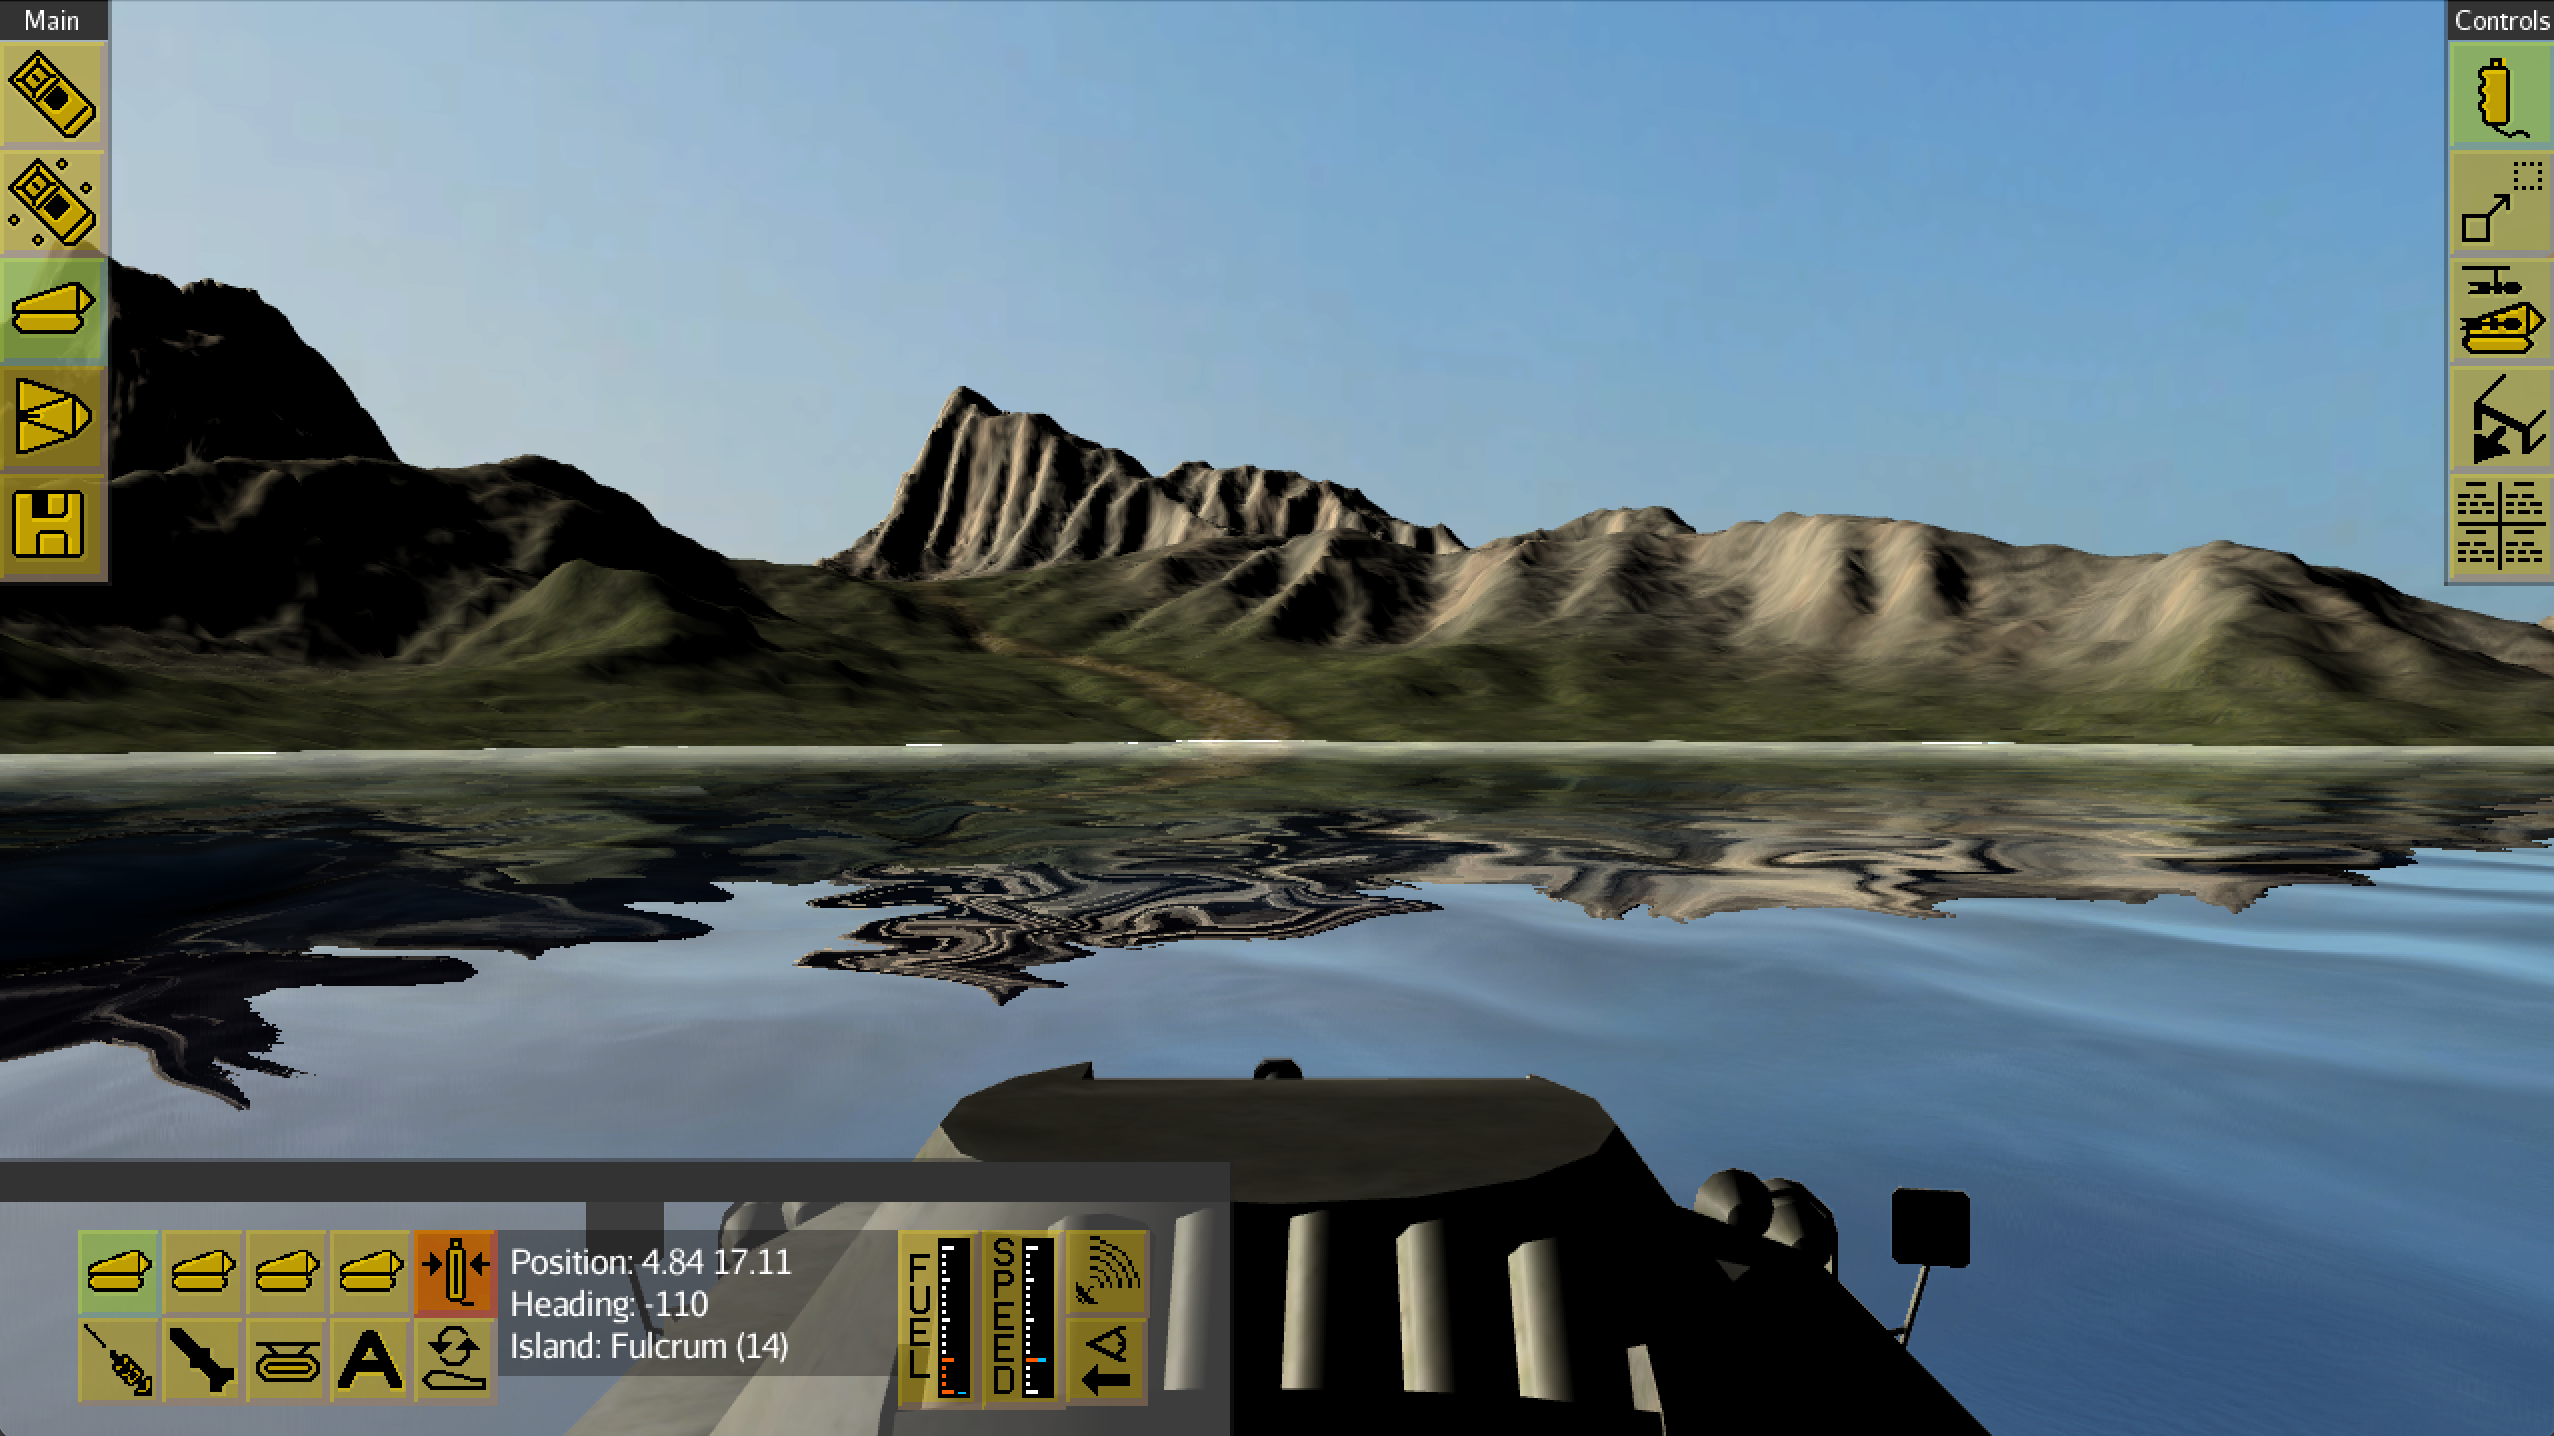 Main
Controls
Position: 4.84 17.11
Heading: -110
Island: Fulcrum (14)
FUEL
SPEED
A